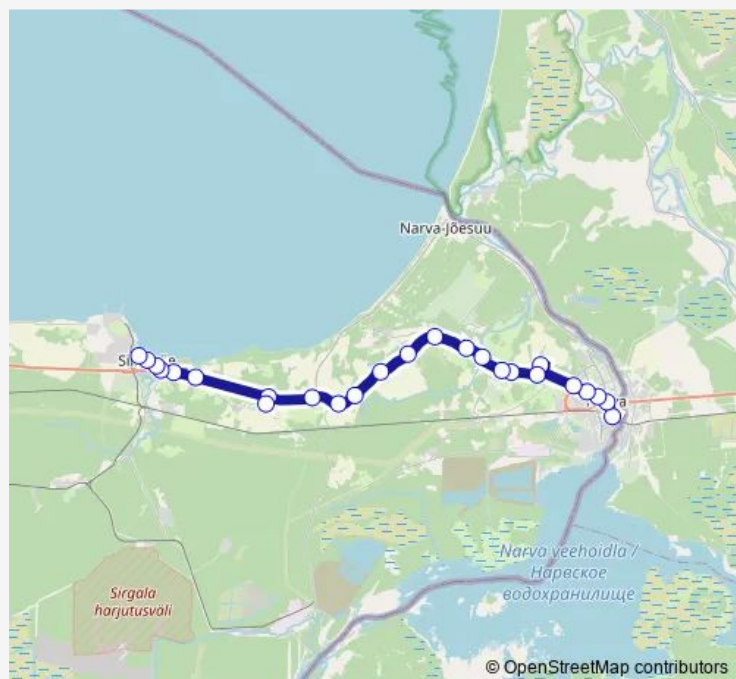 Narva-Jõesuu
Narva veehoidla /
Нарвское
водохранилище
Sirgala
harjutusväli
© OpenStreetMap contributors